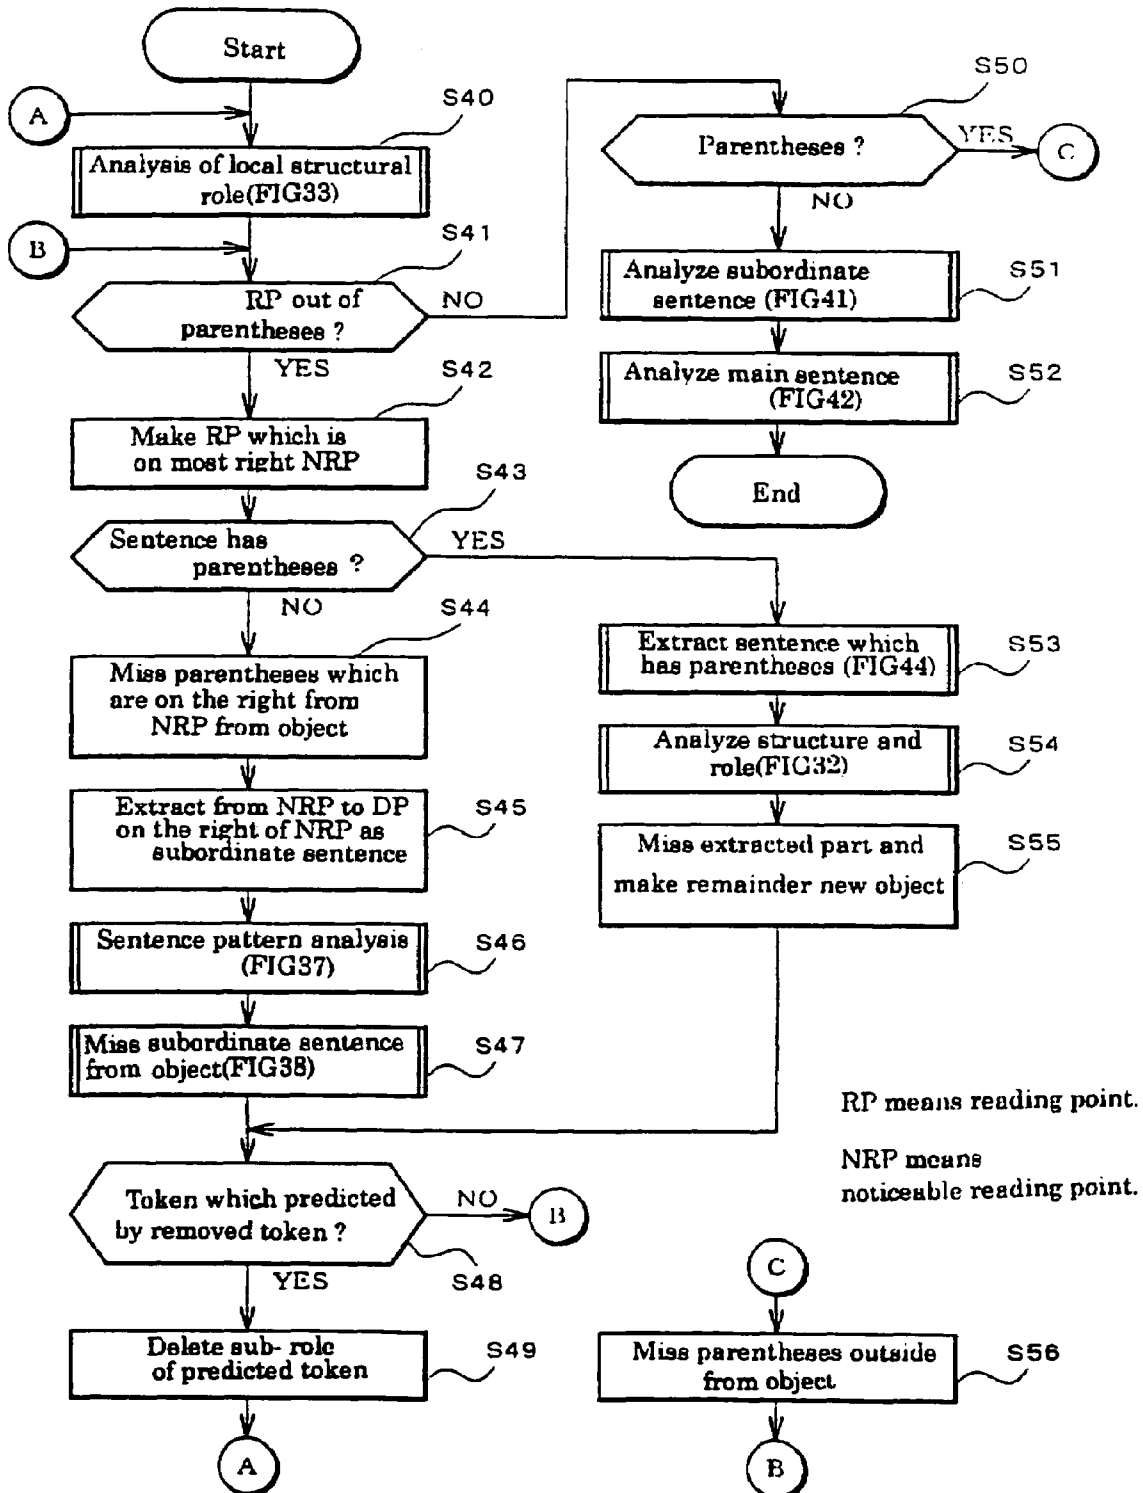 Start
A
S40
Analysis of local structural
role(FIG33)
B
S41
RP out of
parentheses ?
NO
YES
S42
Make RP which is
on most right NRP
S43
Sentence has
parentheses ?
YES
NO
S44
Miss parentheses which
are on the right from
NRP from object
Extract from NRP to DP
on the right of NRP as
subordinate sentence
S45
Sentence pattern analysis
(FIG37)
S46
Miss subordinate sentence
from object(FIG38)
S47
Token which predicted
by removed token ?
NO
B
S48
YES
Delete sub- role
of predicted token
S49
A
S50
Parentheses ?
YES
C
NO
Analyze subordinate
sentence (FIG41)
S51
Analyze main sentence
(FIG42)
S52
End
Extract sentence which
has parentheses (FIG44)
S53
Analyze structure and
role(FIG32)
S54
Miss extracted part and
make remainder new object
S55
RP means reading point.
NRP means
noticeable reading point.
C
Miss parentheses outside
from object
S56
B